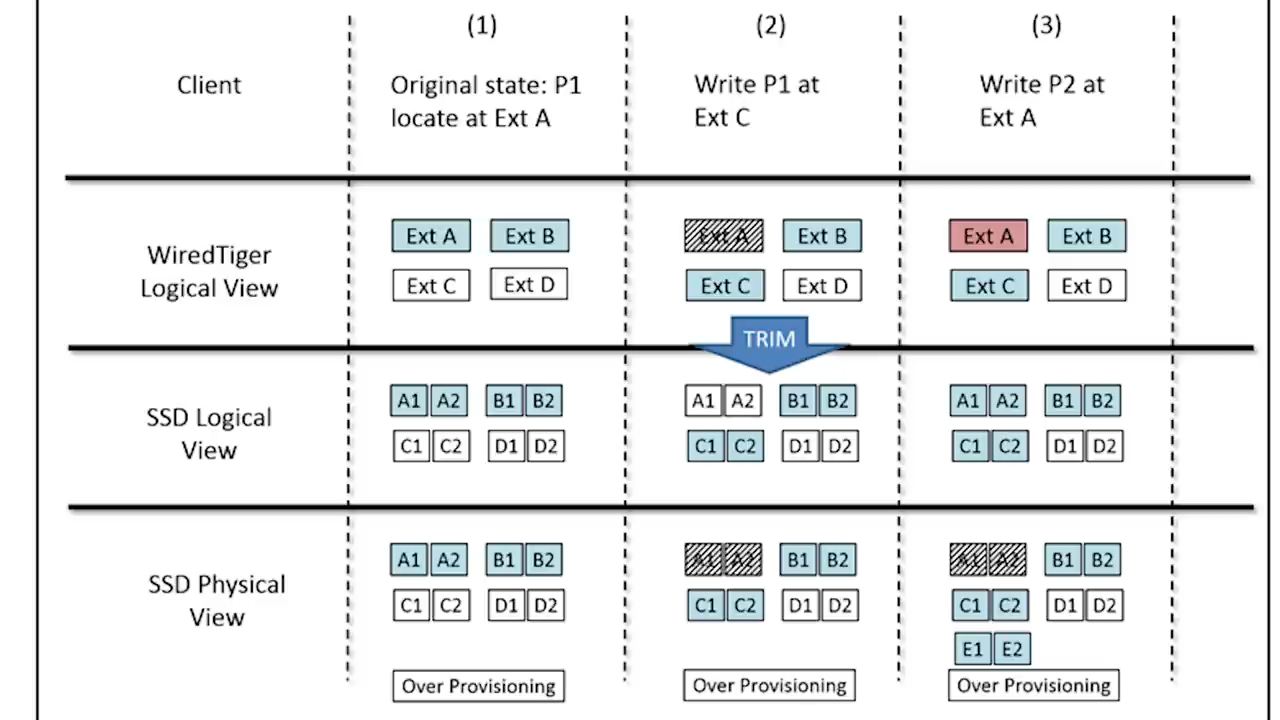 (1) (2) (3)
Client Original state: P1 Write P1 at Write P2 at
locate at Ext A Ext C Ext A
Ext A Ext B Ext A Ext B Ext A Ext B
WiredTiger
Logical View Ext C Ext D Ext C Ext D Ext C Ext D
TRIM
A1 A2 B1 B2 A1 A2 B1 B2 A1 A2 B1 B2
SSD Logical
View C1 C2 D1 D2 C1 C2 D1 D2 C1 C2 D1 D2
A1 A2 B1 B2 A1 A2 B1 B2 A1 A2 B1 B2
SSD Physical
View C1 C2 D1 D2 C1 C2 D1 D2 C1 C2 D1 D2
E1 E2
Over Provisioning Over Provisioning Over Provisioning